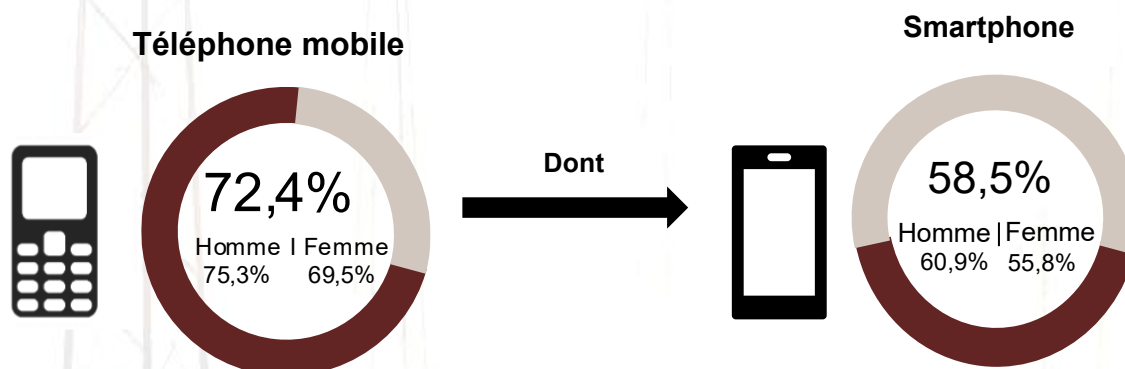 Téléphone mobile
72,4%
Homme I Femme
75,3% 69,5%
Dont
Smartphone
58,5%
Homme | Femme
60,9% 55,8%